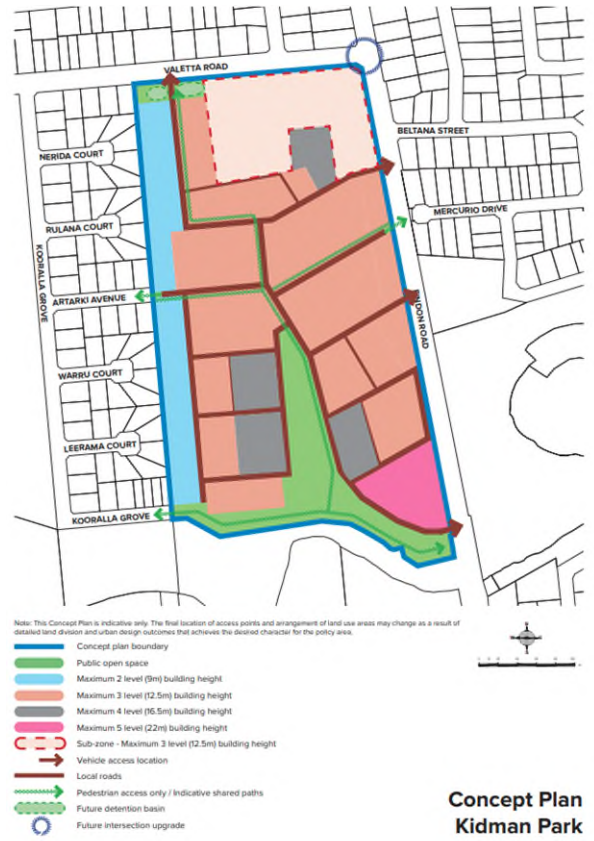 VALETTA ROAD
BELTANA STREET
NERIDA COURT
MERCURIO DRIVE
RULANA COURT
KOORALLA GROVE
ARTARKI AVENUE
WARRU COURT
LEERAMA COURT
KOORALLA GROVE
Note: This Concept Plan is indicative only. The final location of access points and arrangement of land use areas may change as a result of
detailed land division and urban design outcomes that achieves the desired character for the policy area.
Concept plan boundary
Public open space
Maximum 2 level (9m) building height
Maximum 3 level (12.5m) building height
Maximum 4 level (16.5m) building height
Maximum 5 level (22m) building height
Sub-zone - Maximum 3 level (12.5m) building height
Vehicle access location
Local roads
Pedestrian access only / Indicative shared paths
Future detention basin
Future intersection upgrade
Concept Plan
Kidman Park